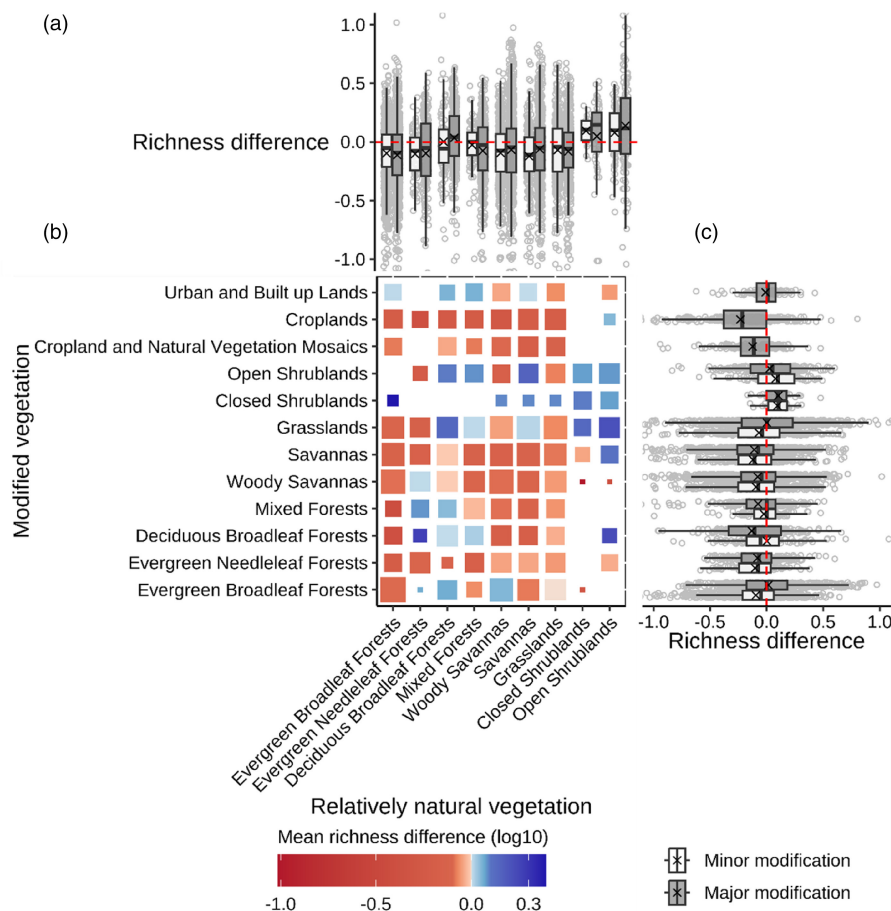 (a)
1.0
0.5
0.0
-0.5
-1.0
Richness difference
(b)
(c)
Urban and Built up Lands
Croplands
Cropland and Natural Vegetation Mosaics
Open Shrublands
Closed Shrublands
Grasslands
Savannas
Woody Savannas
Mixed Forests
Deciduous Broadleaf Forests
Evergreen Needleleaf Forests
Evergreen Broadleaf Forests
Modified vegetation
-1.0 -0.5 0.0 0.5 1.0
Richness difference
Evergreen Broadleaf Forests
Evergreen Needleleaf Forests
Deciduous Broadleaf Forests
Mixed Forests
Woody Savannas
Savannas
Grasslands
Closed Shrublands
Open Shrublands
Relatively natural vegetation
Mean richness difference (log10)
-1.0 -0.5 0.0 0.3
Minor modification
Major modification